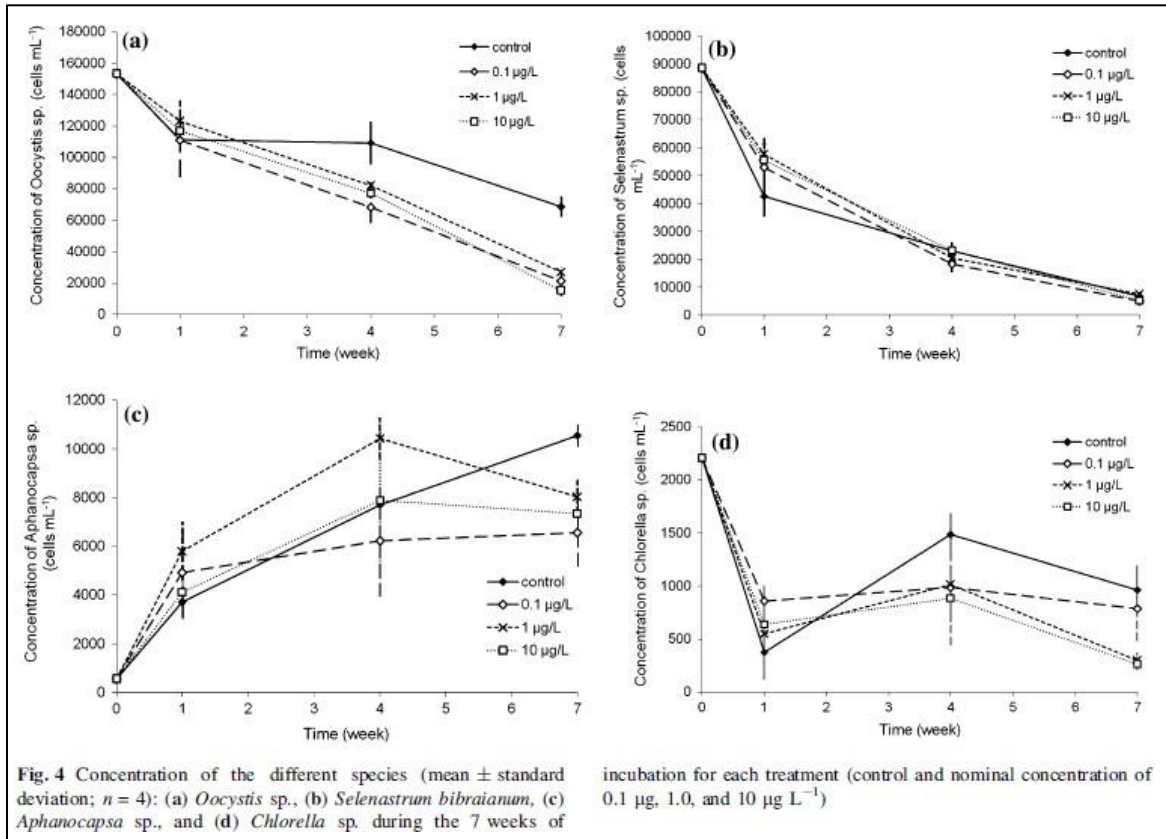 (a)
control
0.1 µg/L
1 µg/L
10 µg/L
Concentration of Oocystis sp. (cells mL⁻¹)
180000
160000
140000
120000
100000
80000
60000
40000
20000
0
0 1 2 3 4 5 6 7
Time (week)
(b)
control
0.1 µg/L
1 µg/L
10 µg/L
Concentration of Selenastrum sp. (cells
mL⁻¹)
100000
90000
80000
70000
60000
50000
40000
30000
20000
10000
0
0 1 2 3 4 5 6 7
Time (week)
(c)
control
0.1 µg/L
1 µg/L
10 µg/L
Concentration of Aphanocapsa sp.
(cells mL⁻¹)
12000
10000
8000
6000
4000
2000
0
0 1 2 3 4 5 6 7
Time (week)
(d)
control
0.1 µg/L
1 µg/L
10 µg/L
Concentration of Chlorella sp. (cells mL⁻¹)
2500
2000
1500
1000
500
0
0 1 2 3 4 5 6 7
Time (week)
Fig. 4 Concentration of the different species (mean ± standard
deviation; n = 4): (a) Oocystis sp., (b) Selenastrum bibraianum, (c)
Aphanocapsa sp., and (d) Chlorella sp. during the 7 weeks of
incubation for each treatment (control and nominal concentration of
0.1 µg, 1.0, and 10 µg L⁻¹)